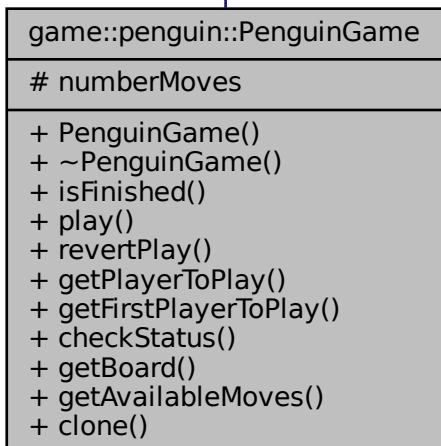 game::penguin::PenguinGame
# numberMoves
+ PenguinGame()
+ ~PenguinGame()
+ isFinished()
+ play()
+ revertPlay()
+ getPlayerToPlay()
+ getFirstPlayerToPlay()
+ checkStatus()
+ getBoard()
+ getAvailableMoves()
+ clone()